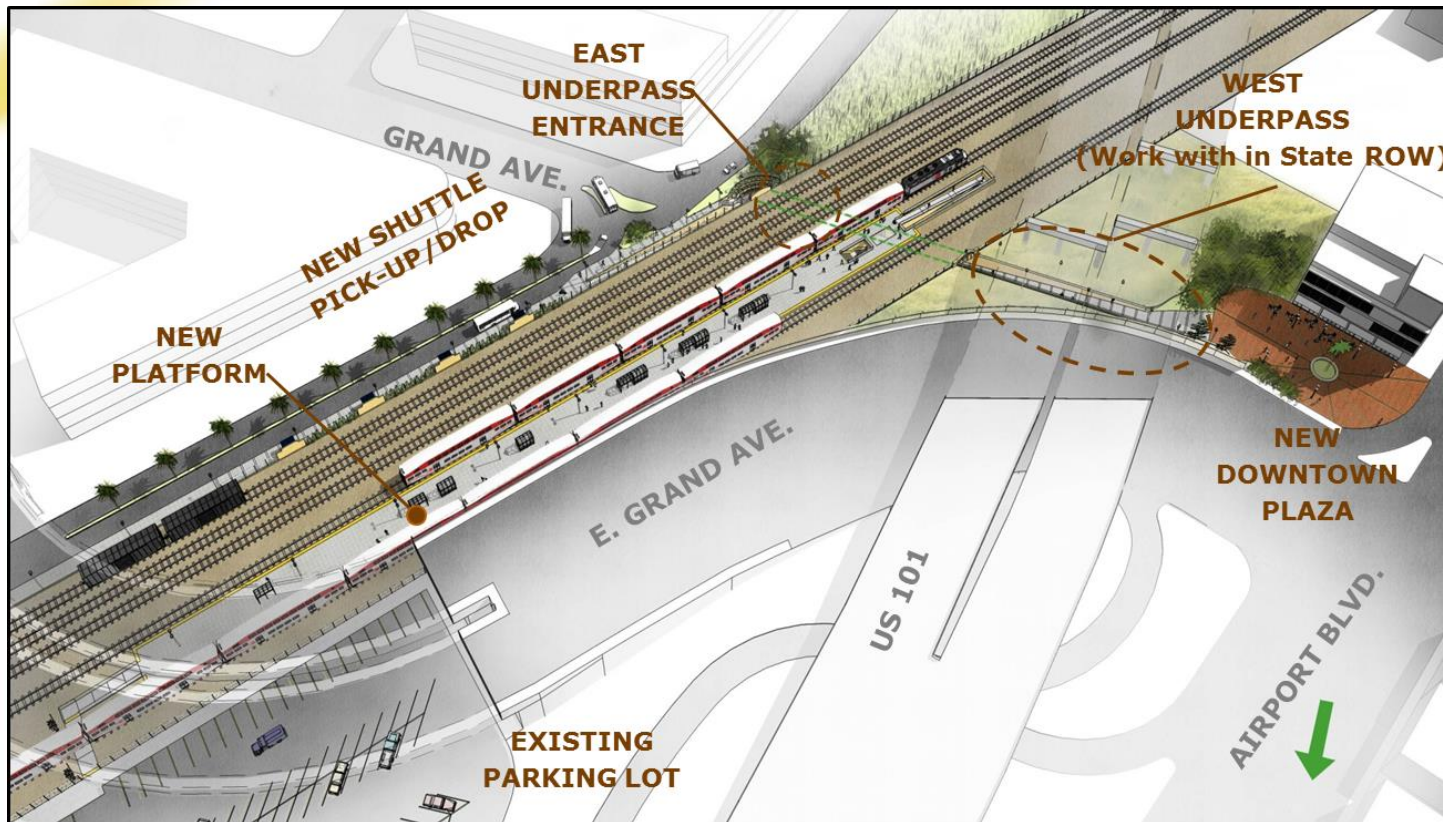 EAST
UNDERPASS
ENTRANCE
WEST
UNDERPASS
(Work with in State ROW)
GRAND AVE.
NEW SHUTTLE
PICK-UP/DROP
NEW
PLATFORM
E. GRAND AVE.
NEW
DOWNTOWN
PLAZA
US 101
AIRPORT BLVD.
EXISTING
PARKING LOT